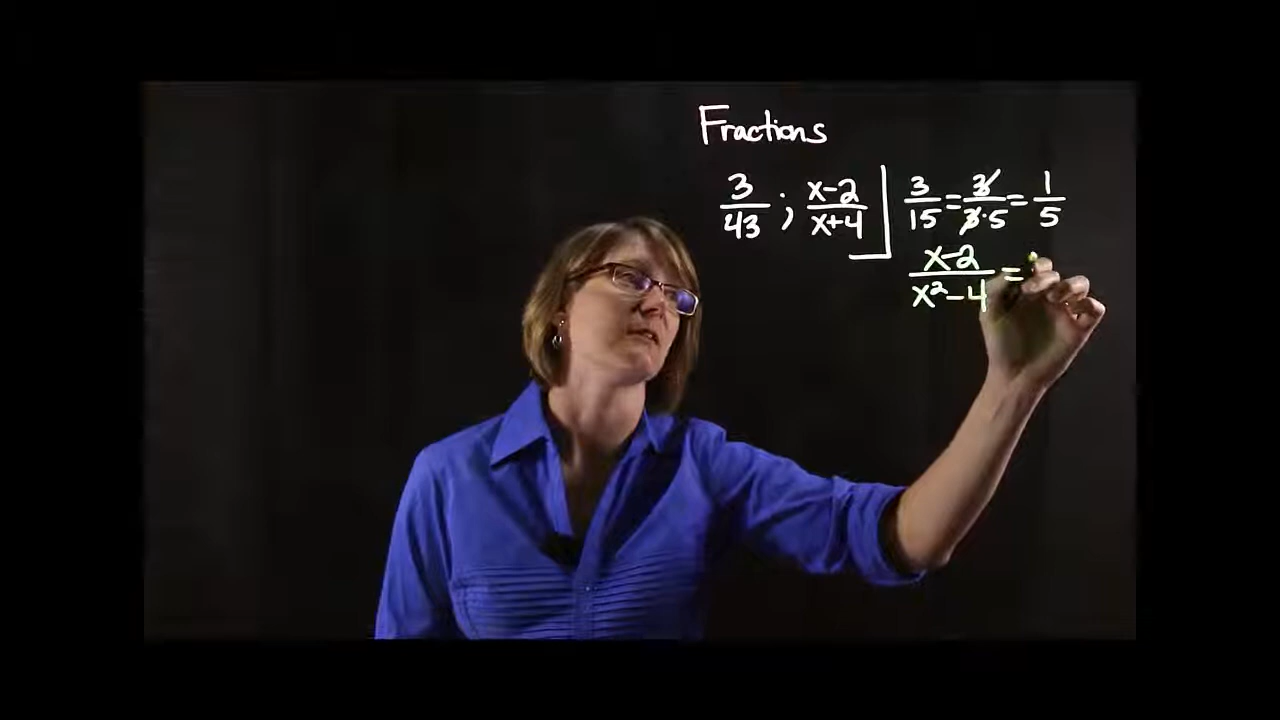 Fractions
3/43 ; x-2/x+4
3/15 = 3/3·5 = 1/5
x-2/x²-4 =